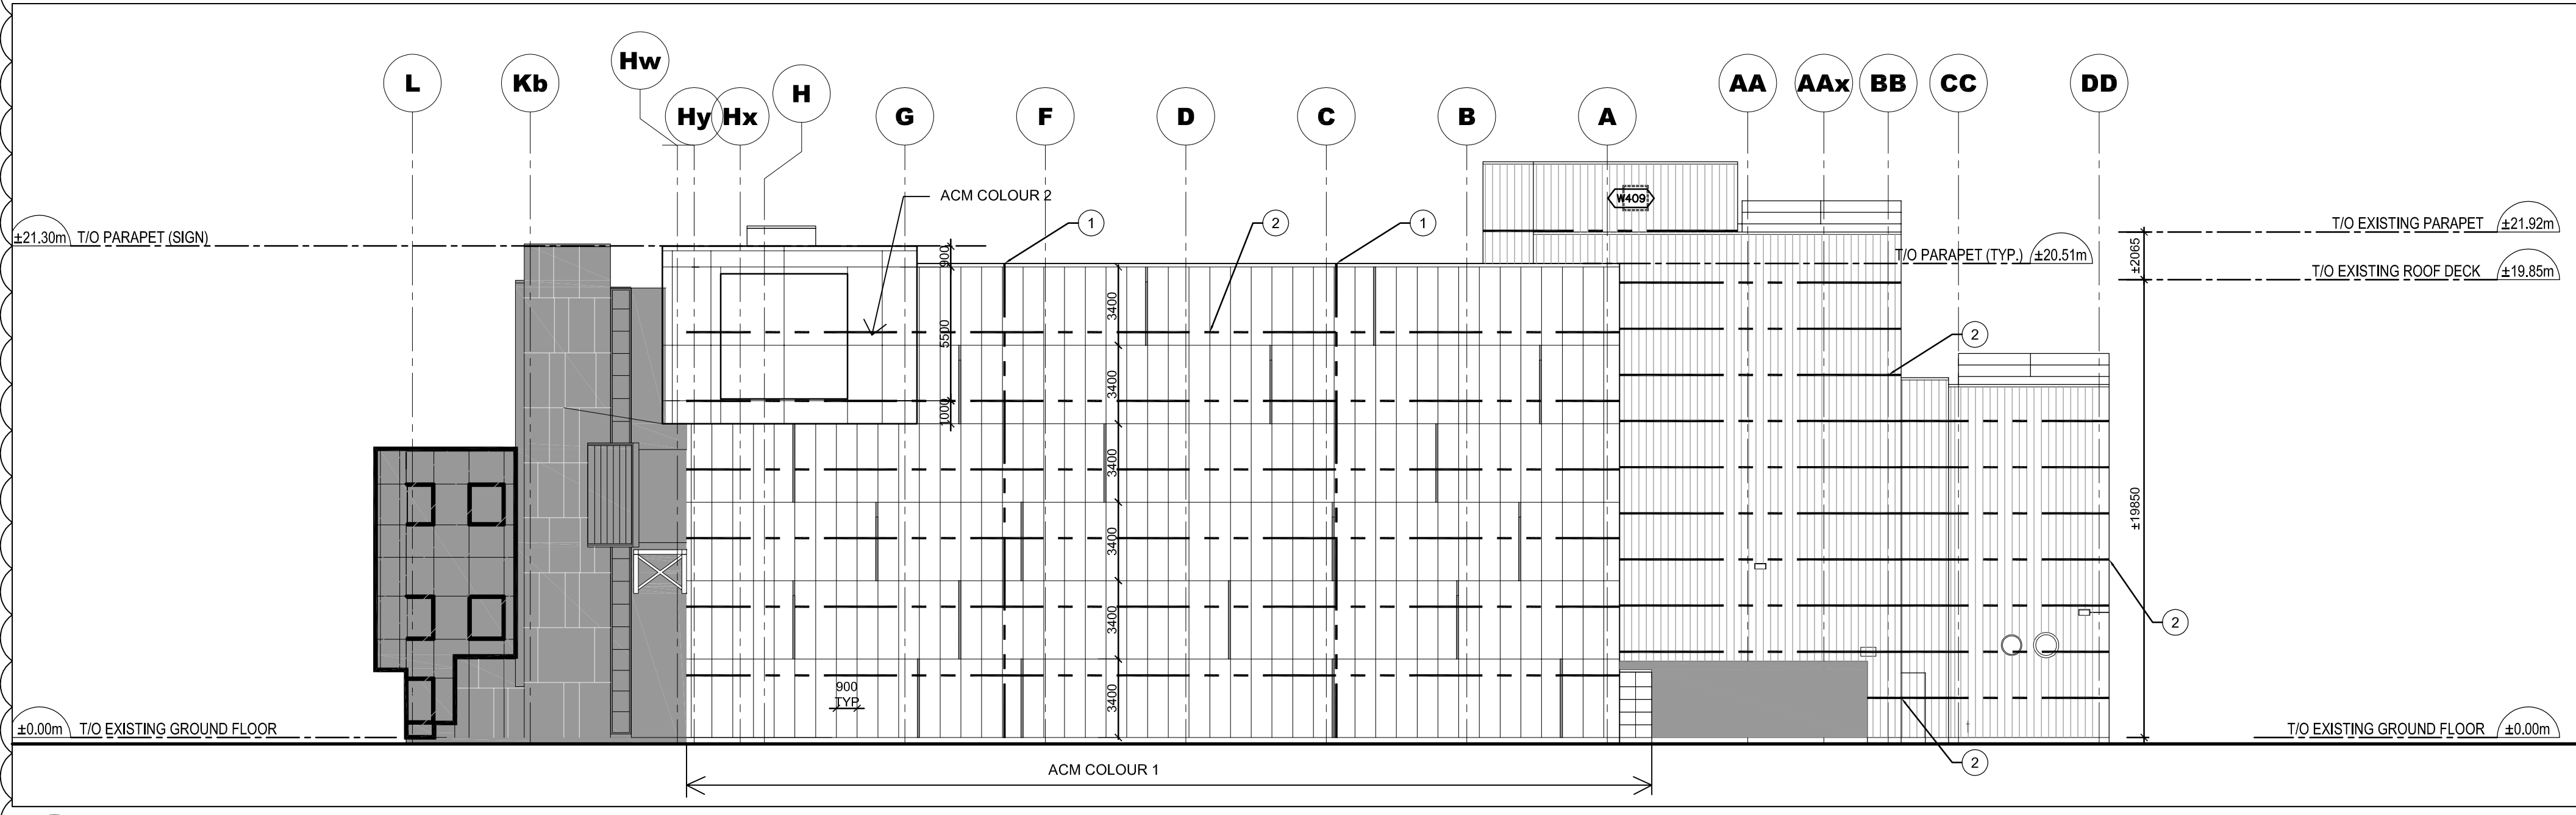 Hw
L
Kb
H
AA
AAx
BB
CC
DD
Hy
Hx
G
F
D
C
B
A
ACM COLOUR 2
W409
1
2
1
T/O EXISTING PARAPET ±21.92m
±21.30m T/O PARAPET (SIGN)
T/O PARAPET (TYP.) ±20.51m
900
±2065
T/O EXISTING ROOF DECK ±19.85m
3400
5500
2
3400
1000
3400
±19850
3400
3400
2
3400
900
TYP.
±0.00m T/O EXISTING GROUND FLOOR
T/O EXISTING GROUND FLOOR ±0.00m
2
ACM COLOUR 1